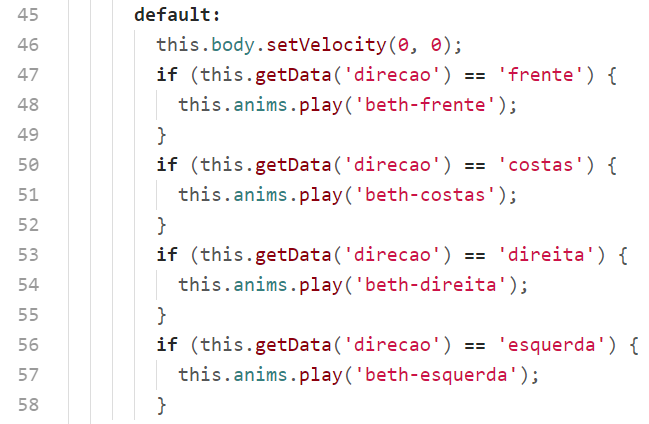 45 default:
46 this.body.setVelocity(0, 0);
47 if (this.getData('direcao') == 'frente') {
48 this.anims.play('beth-frente');
49 }
50 if (this.getData('direcao') == 'costas') {
51 this.anims.play('beth-costas');
52 }
53 if (this.getData('direcao') == 'direita') {
54 this.anims.play('beth-direita');
55 }
56 if (this.getData('direcao') == 'esquerda') {
57 this.anims.play('beth-esquerda');
58 }